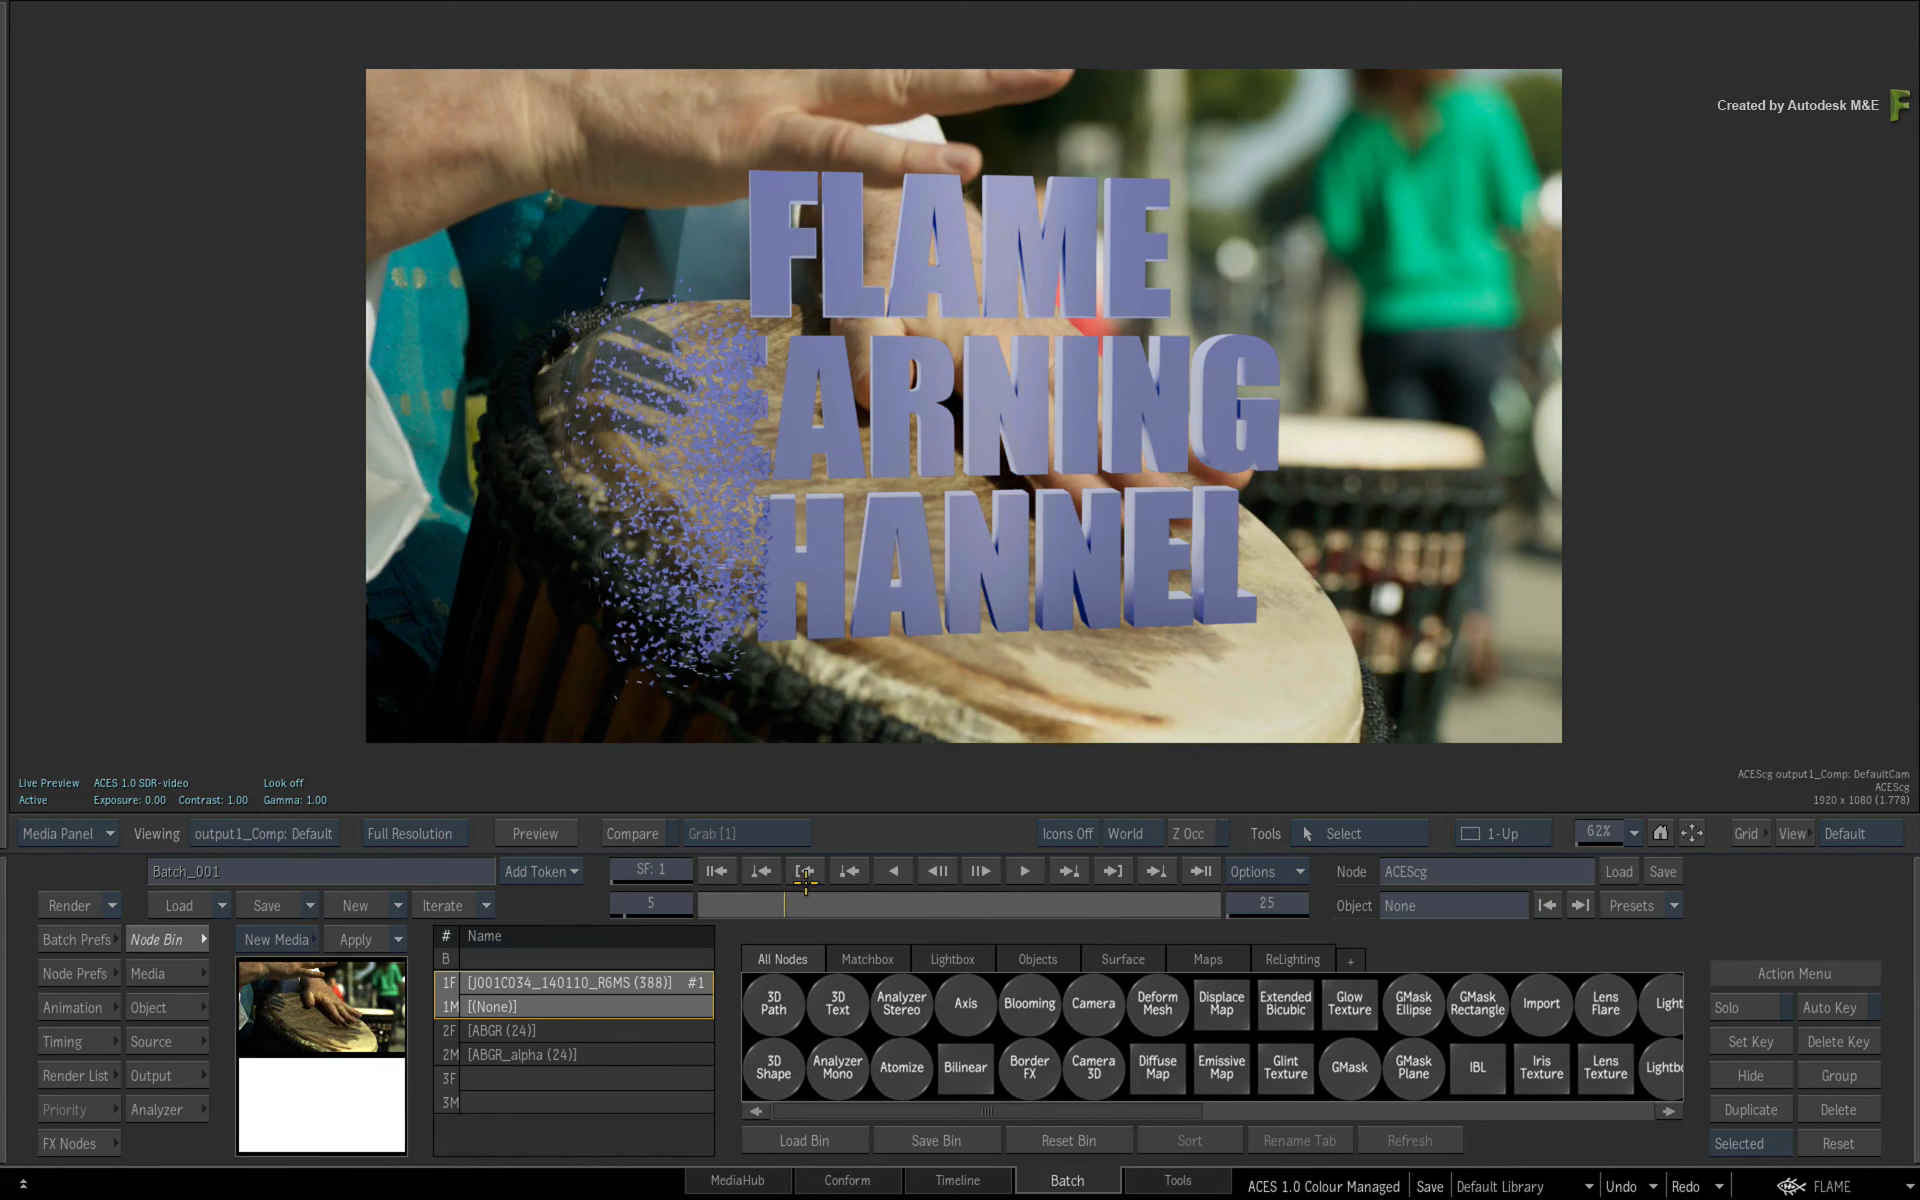 Created by Autodesk M&E
FLAME
ARNING
HANNEL
Live Preview ACES 1.0 SDR-video Look off
Active Exposure: 0.00 Contrast: 1.00 Gamma: 1.00
ACEScg output1_Comp: DefaultCam
ACEScg
1920 x 1080 (1.778)
Media Panel Viewing output1_Comp: Default Full Resolution Preview Compare Grab [1] Icons Off World Z Occ Tools Select 1-Up 62% Grid View Default
Batch_001 Add Token SF: 1 Options Node ACEScg Load Save
Render Load Save New Iterate 5 25 Object None Presets
Batch Prefs Node Bin New Media Apply # Name
B
All Nodes Matchbox Lightbox Objects Surface Maps ReLighting +
Node Prefs Media 1F [J001C034_140110_R6MS (388)] #1 Action Menu
Animation Object 1M [(None)] Solo Auto Key
3D Path 3D Text Analyzer Stereo Axis Blooming Camera Deform Mesh Displace Map Extended Bicubic Glow Texture GMask Ellipse GMask Rectangle Import Lens Flare Light
Timing Source 2F [ABGR (24)] Set Key Delete Key
2M [ABGR_alpha (24)]
Render List Output 3F Hide Group
3D Shape Analyzer Mono Atomize Bilinear Border FX Camera 3D Diffuse Map Emissive Map Glint Texture GMask GMask Plane IBL Iris Texture Lens Texture Lightbo
Priority Analyzer 3M Duplicate Delete
FX Nodes Load Bin Save Bin Reset Bin Sort Rename Tab Refresh Selected Reset
MediaHub Conform Timeline Batch Tools ACES 1.0 Colour Managed Save Default Library Undo Redo FLAME